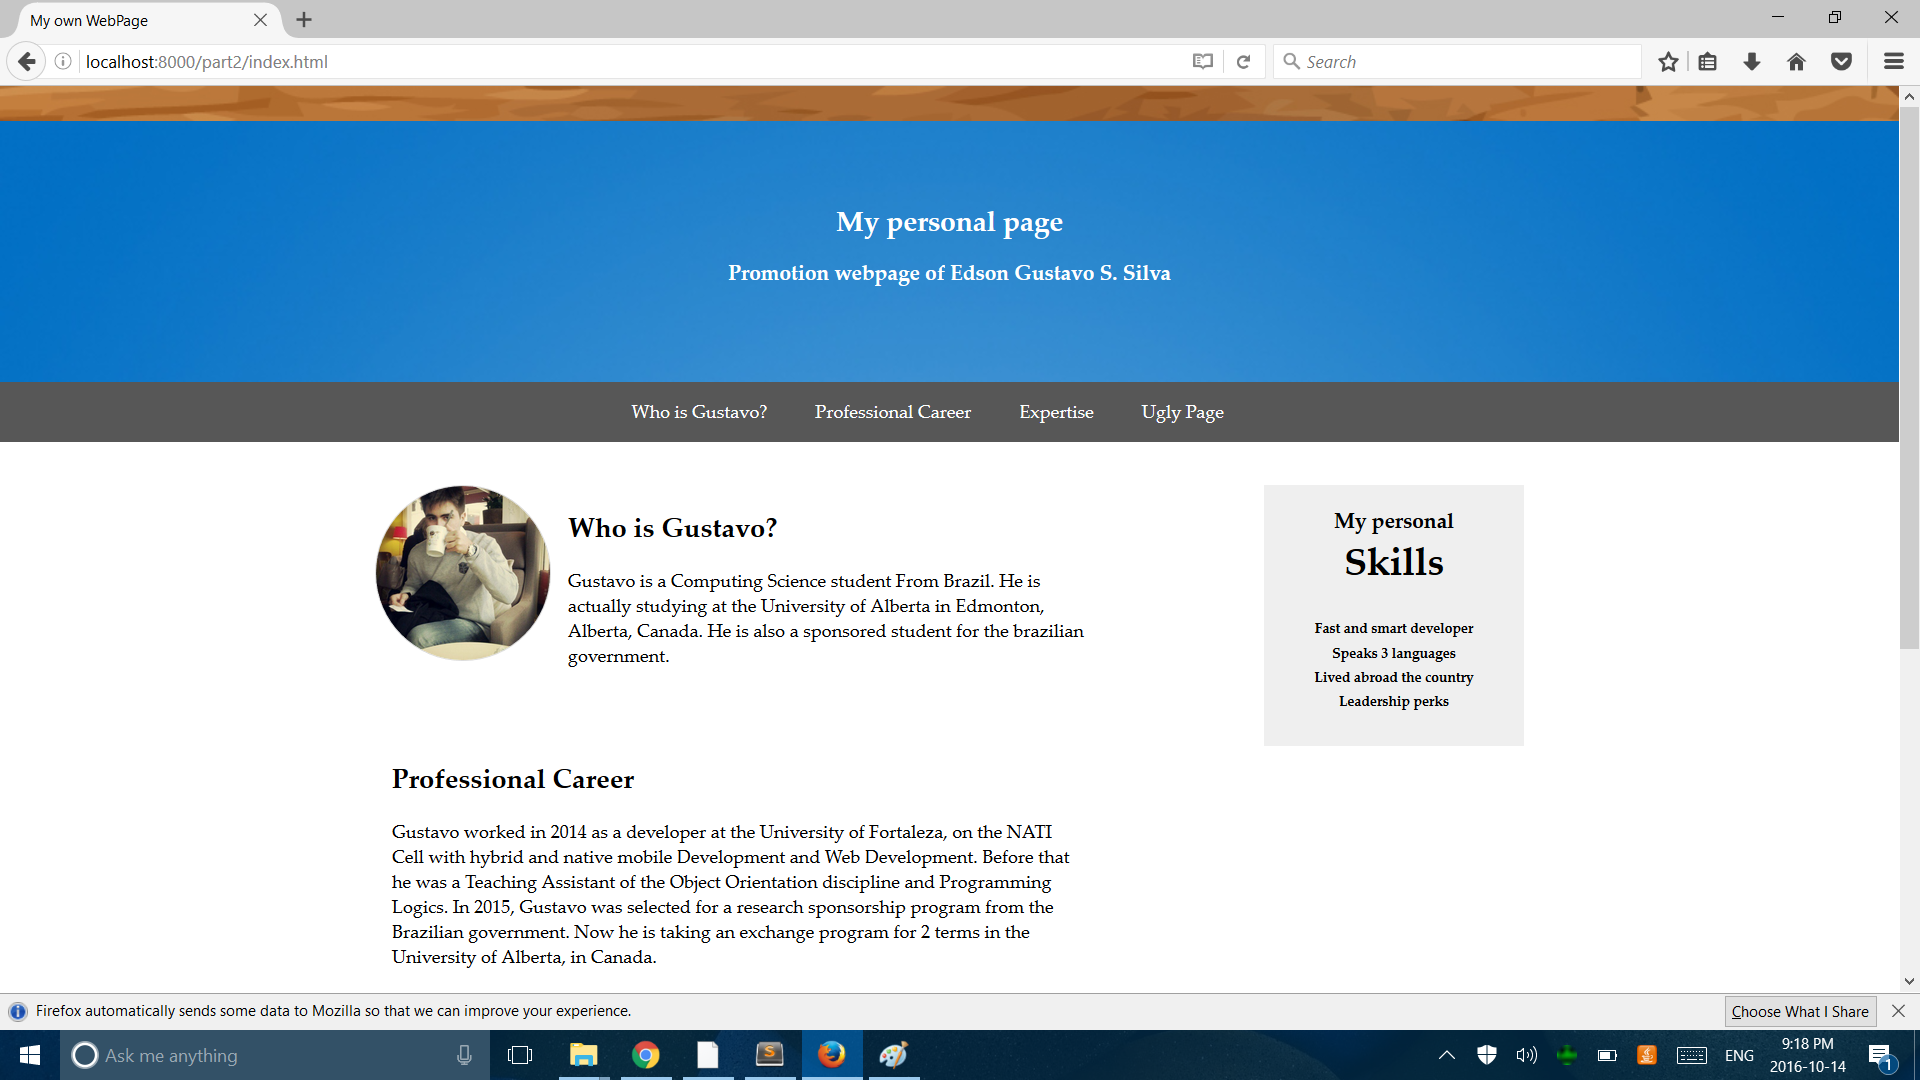 My own WebPage
localhost:8000/part2/index.html
Search
My personal page
Promotion webpage of Edson Gustavo S. Silva
Who is Gustavo? Professional Career Expertise Ugly Page
Who is Gustavo?
Gustavo is a Computing Science student From Brazil. He is
actually studying at the University of Alberta in Edmonton,
Alberta, Canada. He is also a sponsored student for the brazilian
government.
My personal
Skills
Fast and smart developer
Speaks 3 languages
Lived abroad the country
Leadership perks
Professional Career
Gustavo worked in 2014 as a developer at the University of Fortaleza, on the NATI
Cell with hybrid and native mobile Development and Web Development. Before that
he was a Teaching Assistant of the Object Orientation discipline and Programming
Logics. In 2015, Gustavo was selected for a research sponsorship program from the
Brazilian government. Now he is taking an exchange program for 2 terms in the
University of Alberta, in Canada.
Firefox automatically sends some data to Mozilla so that we can improve your experience.
Choose What I Share
Ask me anything
ENG
9:18 PM
2016-10-14
1